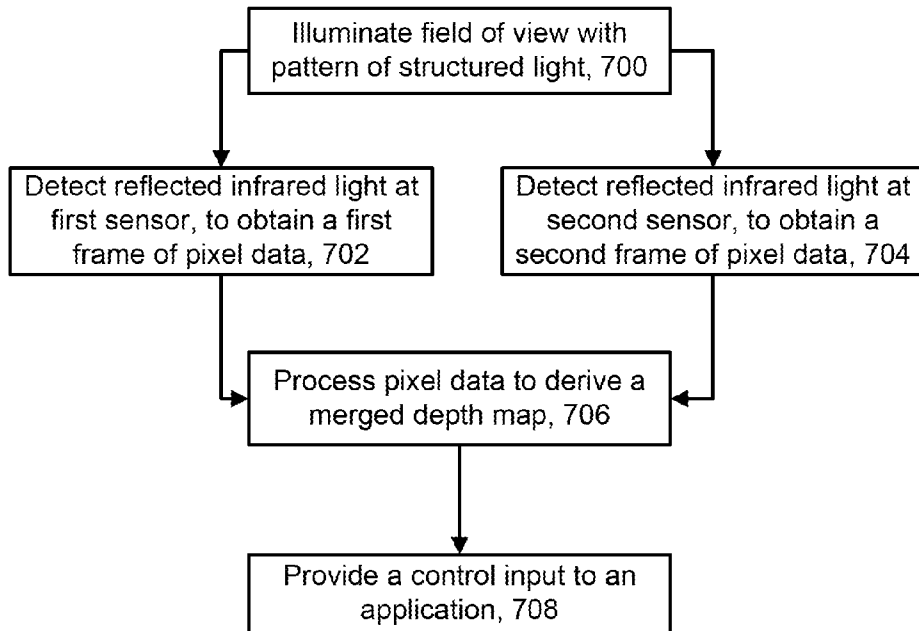 Illuminate field of view with
pattern of structured light, 700
Detect reflected infrared light at
first sensor, to obtain a first
frame of pixel data, 702
Detect reflected infrared light at
second sensor, to obtain a
second frame of pixel data, 704
Process pixel data to derive a
merged depth map, 706
Provide a control input to an
application, 708